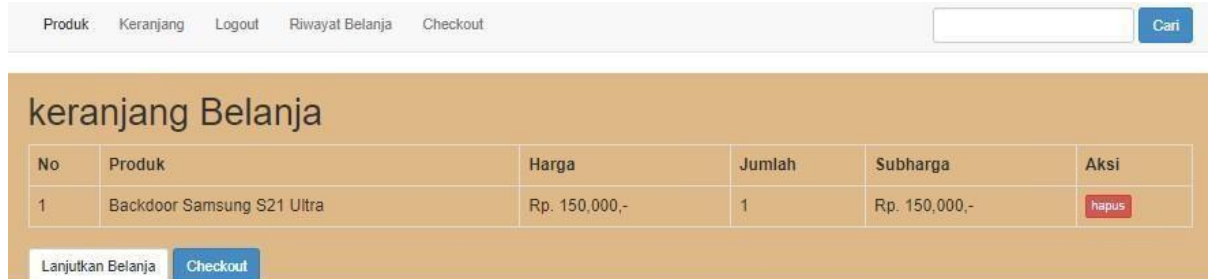 Produk Keranjang Logout Riwayat Belanja Checkout Cari
keranjang Belanja
No Produk Harga Jumlah Subharga Aksi
1 Backdoor Samsung S21 Ultra Rp. 150,000,- 1 Rp. 150,000,- hapus
Lanjutkan Belanja Checkout